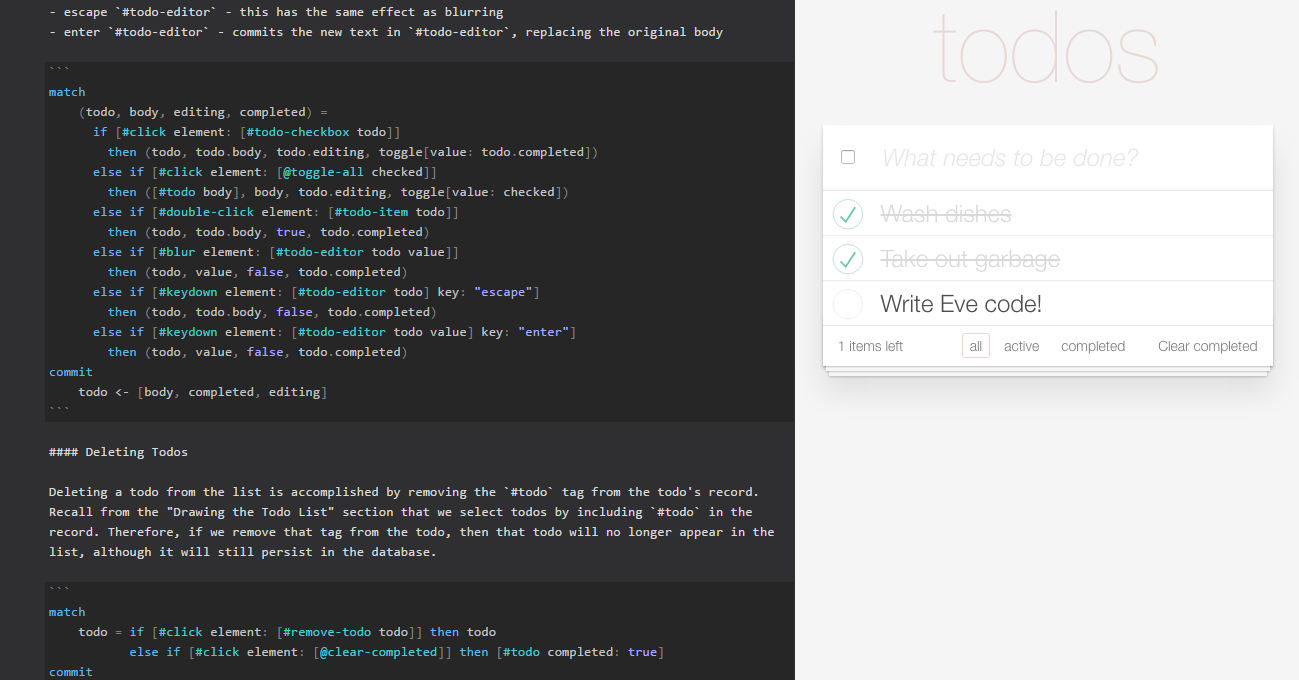 - escape `#todo-editor` - this has the same effect as blurring
- enter `#todo-editor` - commits the new text in `#todo-editor`, replacing the original body
```
match
(todo, body, editing, completed) =
if [#click element: [#todo-checkbox todo]]
then (todo, todo.body, todo.editing, toggle[value: todo.completed])
else if [#click element: [@toggle-all checked]]
then ([#todo body], body, todo.editing, toggle[value: checked])
else if [#double-click element: [#todo-item todo]]
then (todo, todo.body, true, todo.completed)
else if [#blur element: [#todo-editor todo value]]
then (todo, value, false, todo.completed)
else if [#keydown element: [#todo-editor todo] key: "escape"]
then (todo, todo.body, false, todo.completed)
else if [#keydown element: [#todo-editor todo value] key: "enter"]
then (todo, value, false, todo.completed)
commit
todo <- [body, completed, editing]
```
#### Deleting Todos
Deleting a todo from the list is accomplished by removing the `#todo` tag from the todo's record.
Recall from the "Drawing the Todo List" section that we select todos by including `#todo` in the
record. Therefore, if we remove that tag from the todo, then that todo will no longer appear in the
list, although it will still persist in the database.
```
match
todo = if [#click element: [#remove-todo todo]] then todo
else if [#click element: [@clear-completed]] then [#todo completed: true]
commit
todos
What needs to be done?
Wash dishes
Take out garbage
Write Eve code!
1 items left all active completed Clear completed